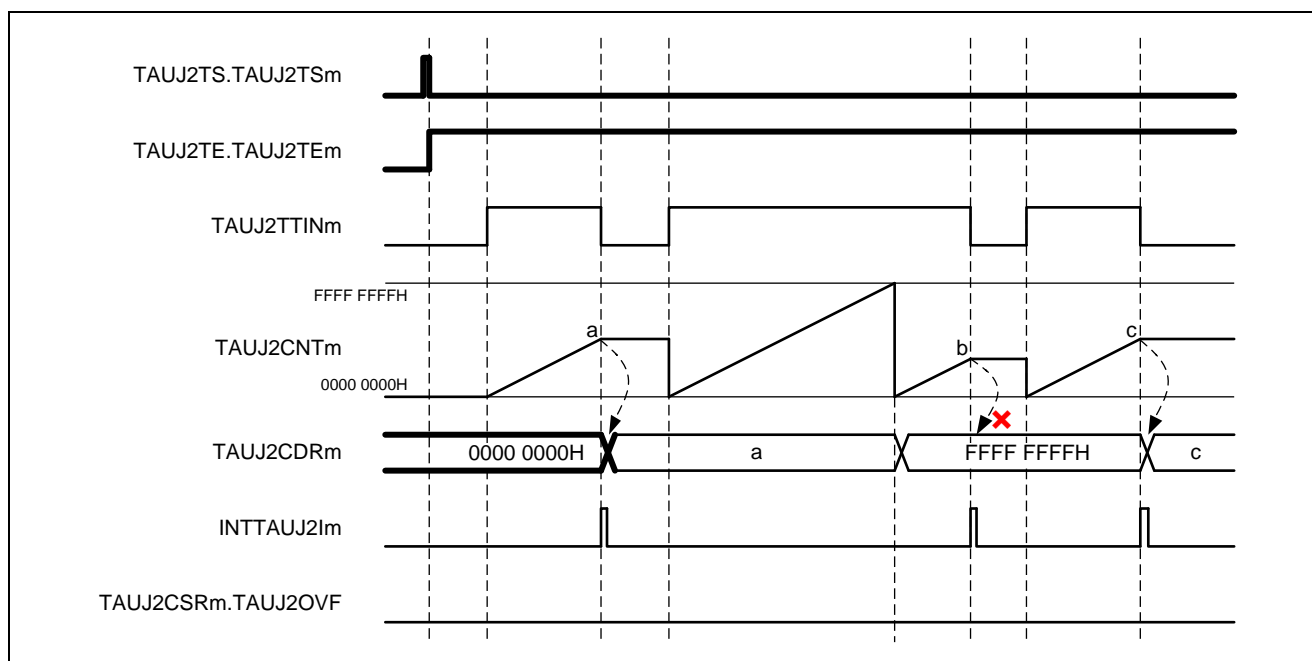 TAUJ2TS.TAUJ2TSm
TAUJ2TE.TAUJ2TEm
TAUJ2TTINm
FFFF FFFFH
a
b
c
TAUJ2CNTm
0000 0000H
TAUJ2CDRm
0000 0000H
a
FFFF FFFFH
c
INTTAUJ2Im
TAUJ2CSRm.TAUJ2OVF